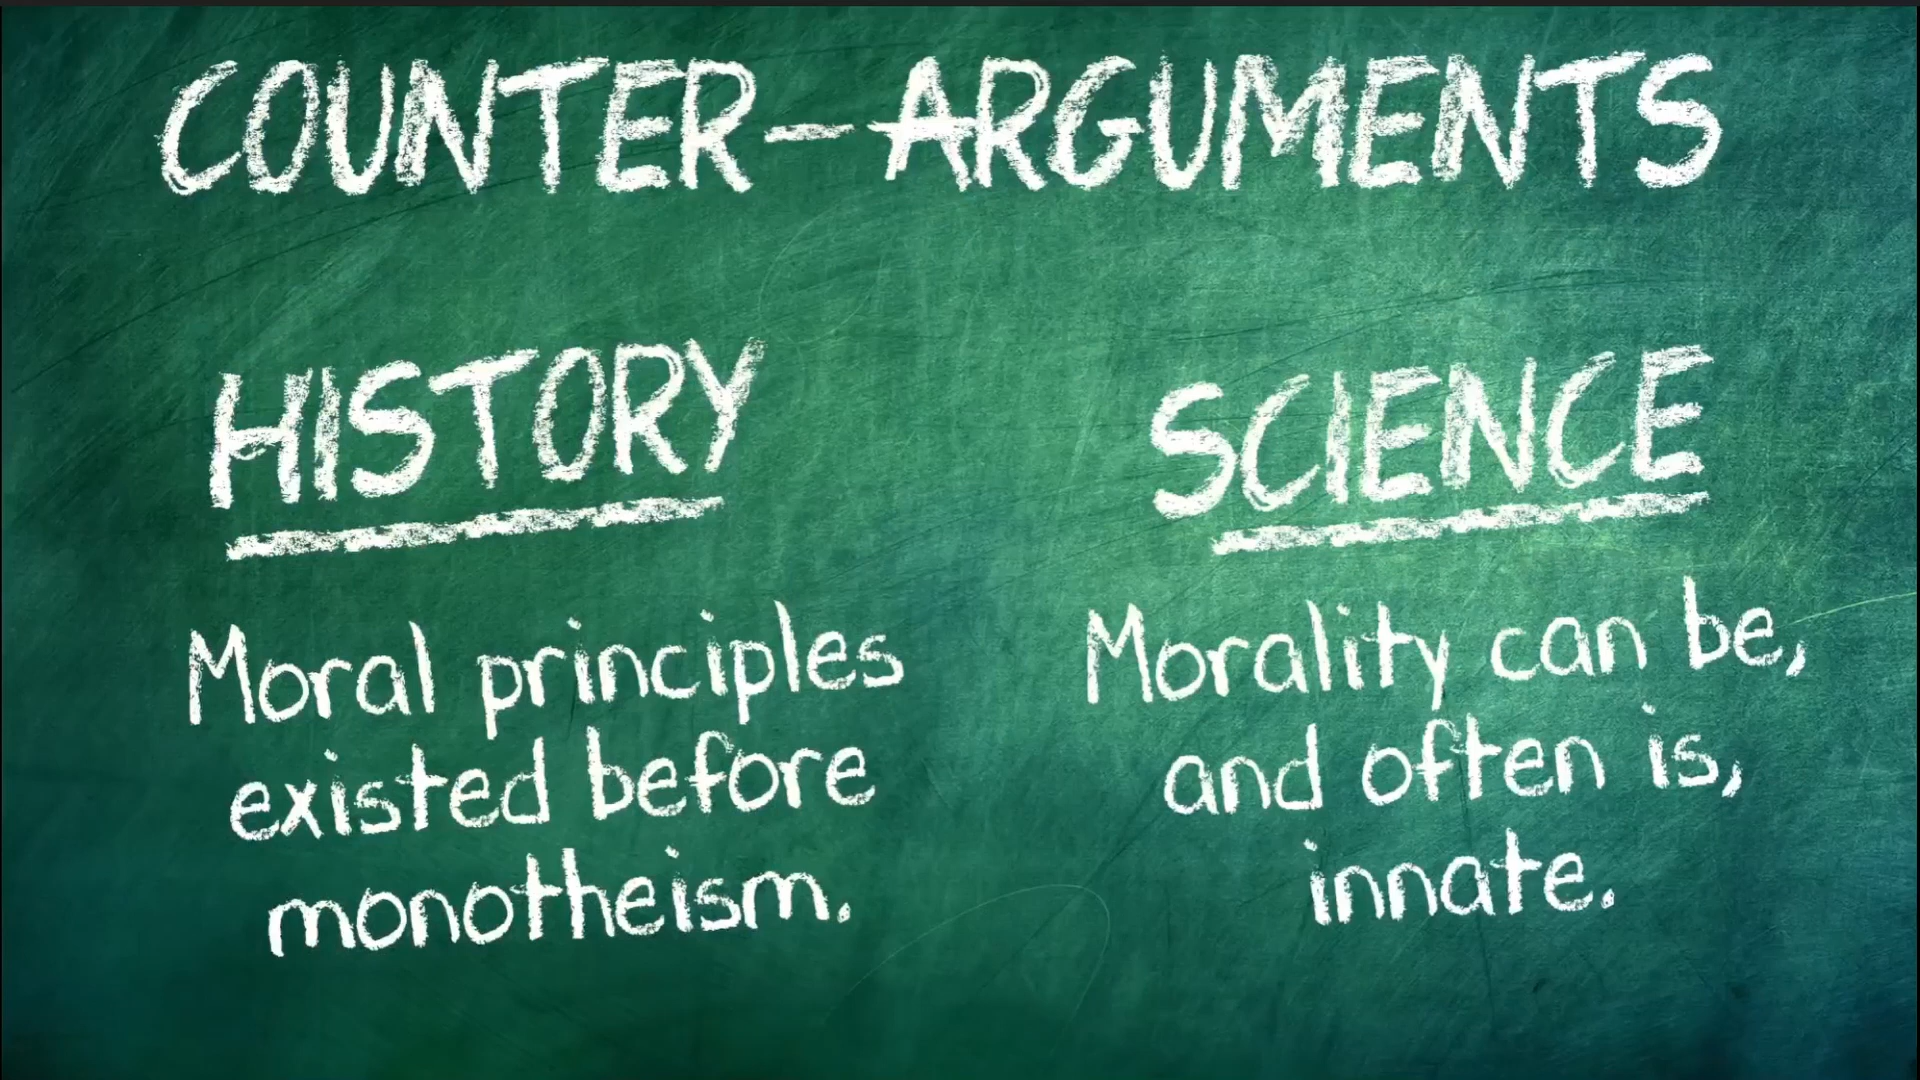 COUNTER-ARGUMENTS
HISTORY
Moral principles
existed before
monotheism.
SCIENCE
Morality can be,
and often is,
innate.